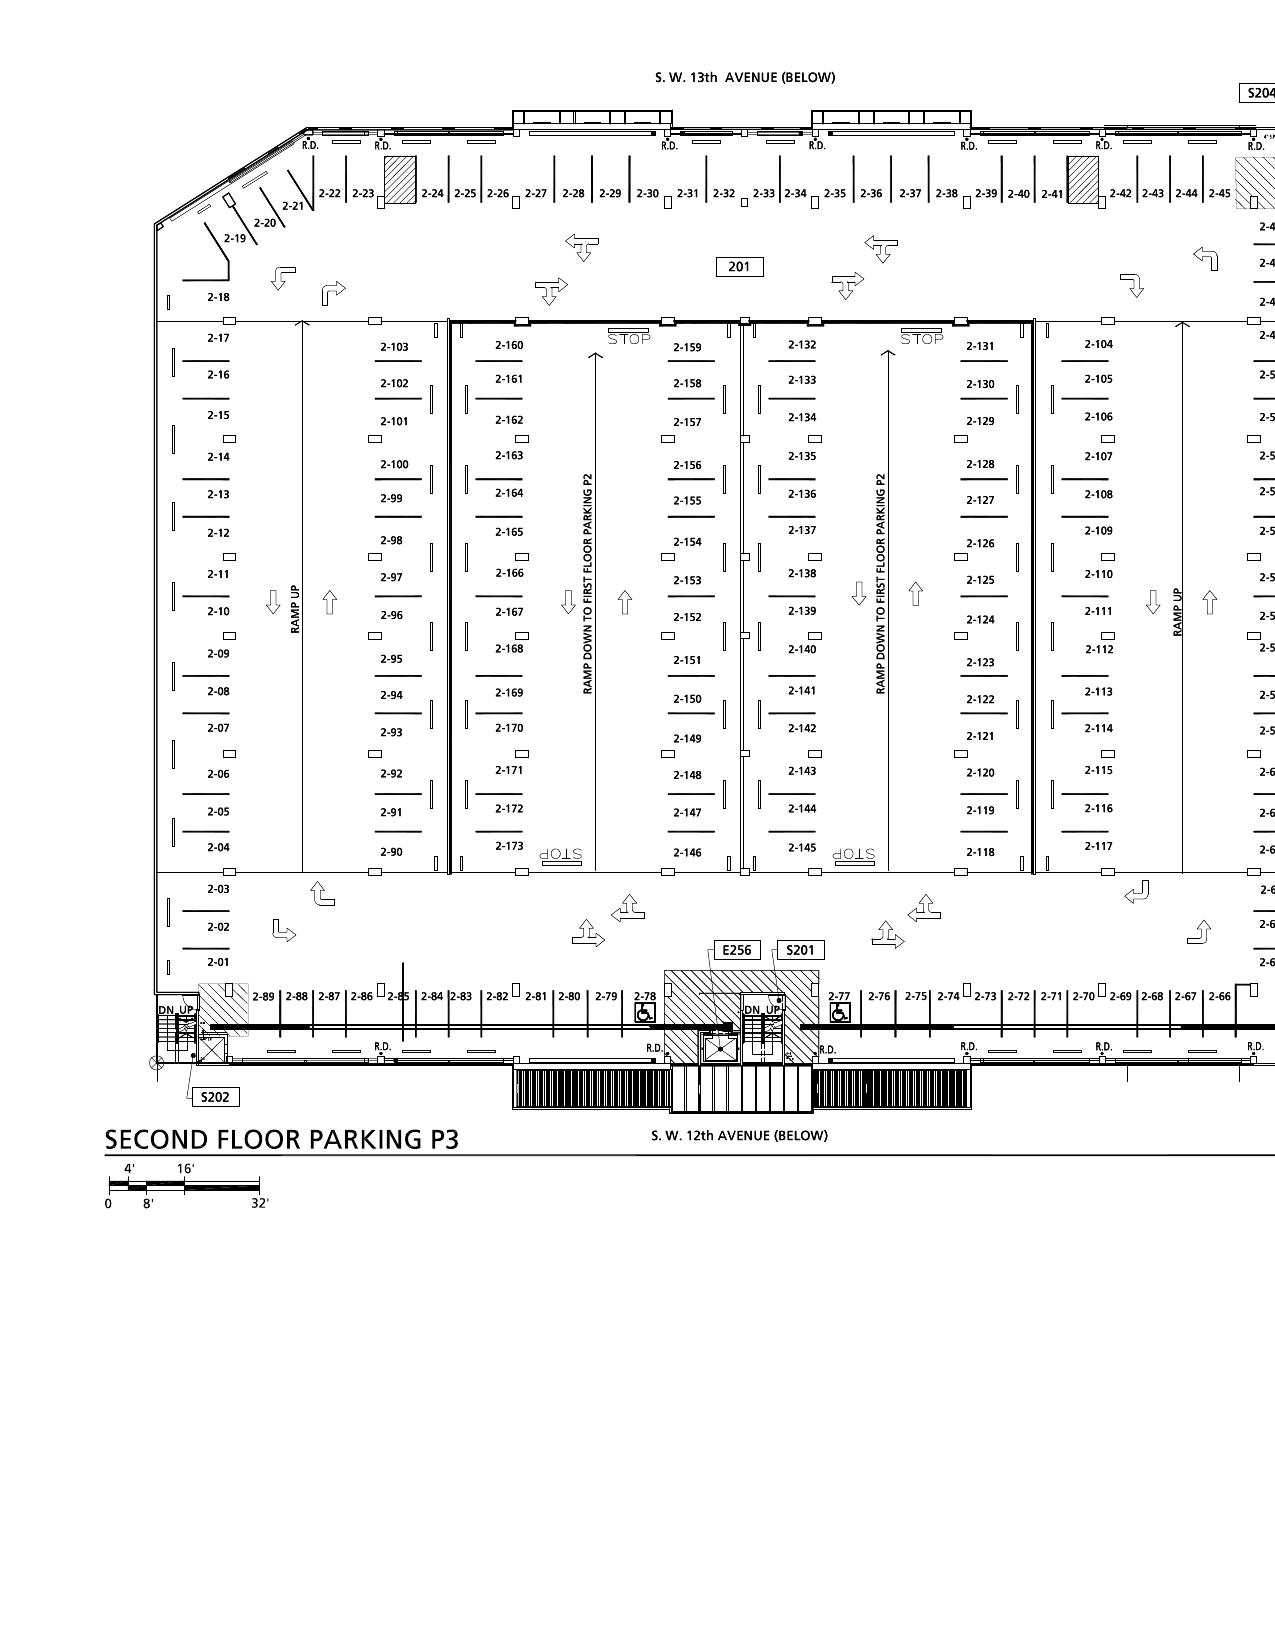 S. W. 13th AVENUE (BELOW)
S204
R.D. R.D. R.D. R.D. R.D. R.D. R.D.
2-22 2-23 2-24 2-25 2-26 2-27 2-28 2-29 2-30 2-31 2-32 2-33 2-34 2-35 2-36 2-37 2-38 2-39 2-40 2-41 2-42 2-43 2-44 2-45
2-21
2-20
2-19
2-4
201
2-4
2-18
2-4
2-17 2-103 2-160 STOP 2-159 2-132 STOP 2-131 2-104 2-4
2-16 2-102 2-161 2-158 2-133 2-130 2-105 2-5
2-15 2-101 2-162 2-157 2-134 2-129 2-106 2-5
2-14 2-100 2-163 2-156 2-135 2-128 2-107 2-5
2-13 2-99 2-164 2-155 2-136 2-127 2-108 2-5
2-12 2-98 2-165 2-154 2-137 2-126 2-109 2-5
2-11 2-97 2-166 2-153 2-138 2-125 2-110 2-5
2-10 2-96 2-167 2-152 2-139 2-124 2-111 2-5
RAMP UP
RAMP DOWN TO FIRST FLOOR PARKING P2
RAMP DOWN TO FIRST FLOOR PARKING P2
RAMP UP
2-09 2-95 2-168 2-151 2-140 2-123 2-112 2-5
2-08 2-94 2-169 2-150 2-141 2-122 2-113 2-5
2-07 2-93 2-170 2-149 2-142 2-121 2-114 2-5
2-06 2-92 2-171 2-148 2-143 2-120 2-115 2-6
2-05 2-91 2-172 2-147 2-144 2-119 2-116 2-6
2-04 2-90 2-173 STOP 2-146 2-145 STOP 2-118 2-117 2-6
2-03 2-6
2-02 2-6
E256 S201
2-01 2-6
2-89 2-88 2-87 2-86 2-85 2-84 2-83 2-82 2-81 2-80 2-79 2-78 2-77 2-76 2-75 2-74 2-73 2-72 2-71 2-70 2-69 2-68 2-67 2-66
DN UP DN UP
R.D. R.D. R.D. R.D. R.D. R.D.
S202
SECOND FLOOR PARKING P3
S. W. 12th AVENUE (BELOW)
4' 16'
0 8' 32'